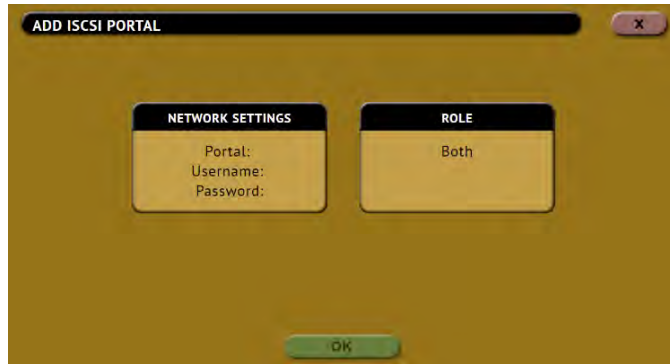 ADD ISCSI PORTAL
X
NETWORK SETTINGS
Portal:
Username:
Password:
ROLE
Both
OK